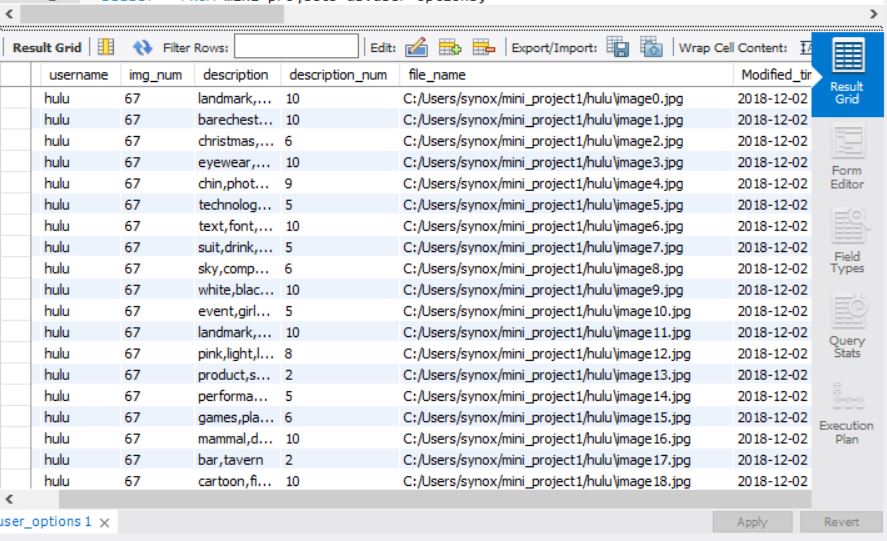 Result Grid Filter Rows: Edit: Export/Import: Wrap Cell Content:
username img_num description description_num file_name Modified_tir
hulu 67 landmark,... 10 C:/Users/synox/mini_project1/hulu\image0.jpg 2018-12-02
hulu 67 barechest... 10 C:/Users/synox/mini_project1/hulu\image1.jpg 2018-12-02
hulu 67 christmas,... 6 C:/Users/synox/mini_project1/hulu\image2.jpg 2018-12-02
hulu 67 eyewear,... 10 C:/Users/synox/mini_project1/hulu\image3.jpg 2018-12-02
hulu 67 chin,phot... 9 C:/Users/synox/mini_project1/hulu\image4.jpg 2018-12-02
hulu 67 technolog... 5 C:/Users/synox/mini_project1/hulu\image5.jpg 2018-12-02
hulu 67 text,font,... 10 C:/Users/synox/mini_project1/hulu\image6.jpg 2018-12-02
hulu 67 suit,drink,... 5 C:/Users/synox/mini_project1/hulu\image7.jpg 2018-12-02
hulu 67 sky,comp... 6 C:/Users/synox/mini_project1/hulu\image8.jpg 2018-12-02
hulu 67 white,blac... 10 C:/Users/synox/mini_project1/hulu\image9.jpg 2018-12-02
hulu 67 event,girl... 5 C:/Users/synox/mini_project1/hulu\image10.jpg 2018-12-02
hulu 67 landmark,... 10 C:/Users/synox/mini_project1/hulu\image11.jpg 2018-12-02
hulu 67 pink,light,l... 8 C:/Users/synox/mini_project1/hulu\image12.jpg 2018-12-02
hulu 67 product,s... 2 C:/Users/synox/mini_project1/hulu\image13.jpg 2018-12-02
hulu 67 performa... 5 C:/Users/synox/mini_project1/hulu\image14.jpg 2018-12-02
hulu 67 games,pla... 6 C:/Users/synox/mini_project1/hulu\image15.jpg 2018-12-02
hulu 67 mammal,d... 10 C:/Users/synox/mini_project1/hulu\image16.jpg 2018-12-02
hulu 67 bar,tavern 2 C:/Users/synox/mini_project1/hulu\image17.jpg 2018-12-02
hulu 67 cartoon,fi... 10 C:/Users/synox/mini_project1/hulu\image18.jpg 2018-12-02
Result
Grid
Form
Editor
Field
Types
Query
Stats
Execution
Plan
user_options 1
Apply Revert